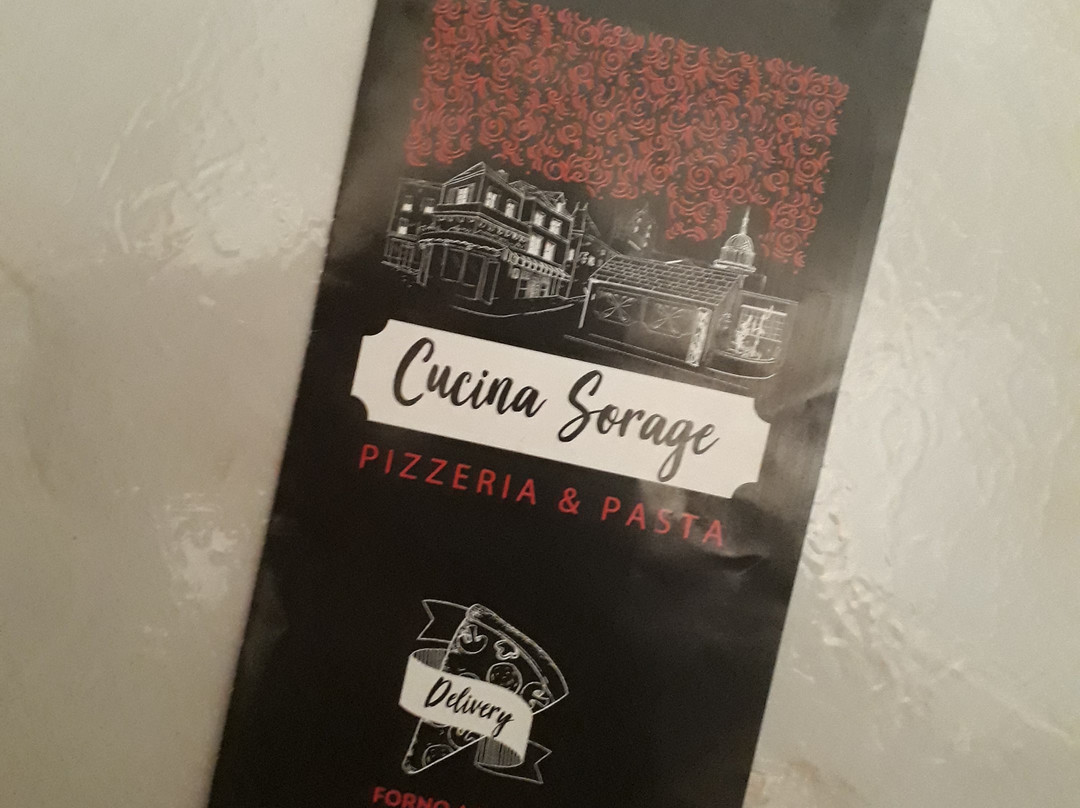 Cucina Sorage
PIZZERIA & PASTA
Delivery
FORNO